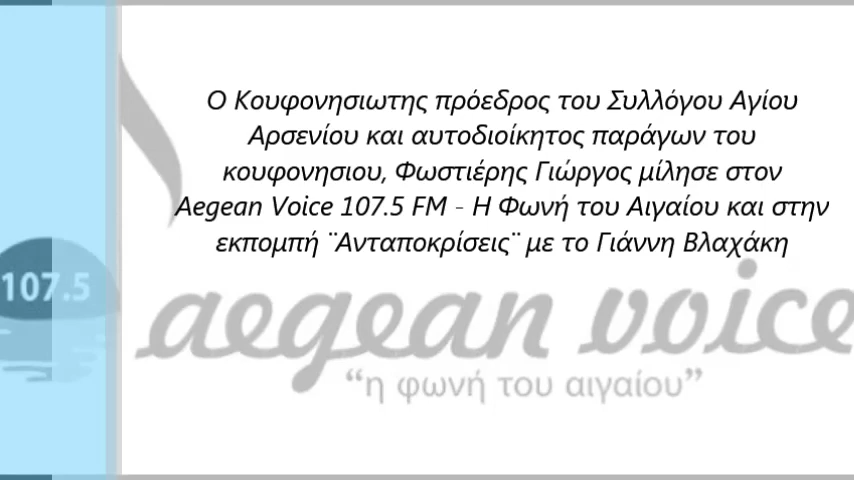 Ο Κουφονησιωτης πρόεδρος του Συλλόγου Αγίου
Αρσενίου και αυτοδιοίκητος παράγων του
κουφονησιου, Φωστιέρης Γιώργος μίλησε στον
Aegean Voice 107.5 FM - Η Φωνή του Αιγαίου και στην
εκπομπή ¨Ανταποκρίσεις¨ με το Γιάννη Βλαχάκη
107.5
aegean voice
“η φωνή του αιγαίου”